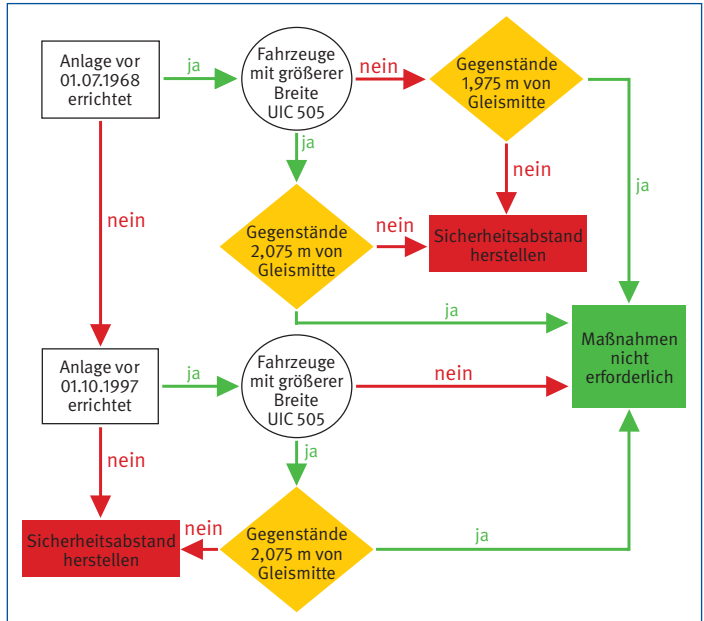 Anlage vor
01.07.1968
errichtet
ja
Fahrzeuge
mit größerer
Breite
UIC 505
nein
Gegenstände
1,975 m von
Gleismitte
ja
nein
ja
nein
Gegenstände
2,075 m von
Gleismitte
nein
Sicherheitsabstand
herstellen
ja
Maßnahmen
nicht
erforderlich
Anlage vor
01.10.1997
errichtet
ja
Fahrzeuge
mit größerer
Breite
UIC 505
nein
nein
ja
Sicherheitsabstand
herstellen
nein
Gegenstände
2,075 m von
Gleismitte
ja